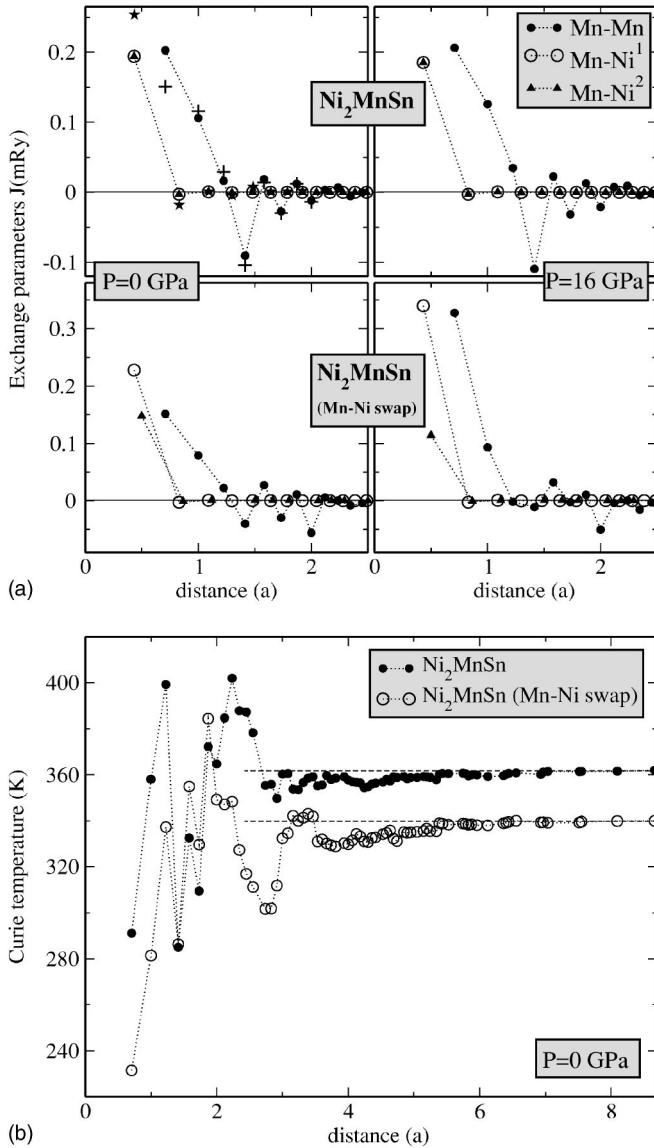 Exchange parameters J(mRy)
0.2
0.1
0
-0.1
Ni₂MnSn
Mn-Mn
Mn-Ni¹
Mn-Ni²
P=0 GPa
P=16 GPa
0.3
0.2
0.1
0
Ni₂MnSn
(Mn-Ni swap)
0 1 2 0 1 2
distance (a) distance (a)
(a)
Curie temperature (K)
400
360
320
280
240
Ni₂MnSn
Ni₂MnSn (Mn-Ni swap)
P=0 GPa
0 2 4 6 8
distance (a)
(b)